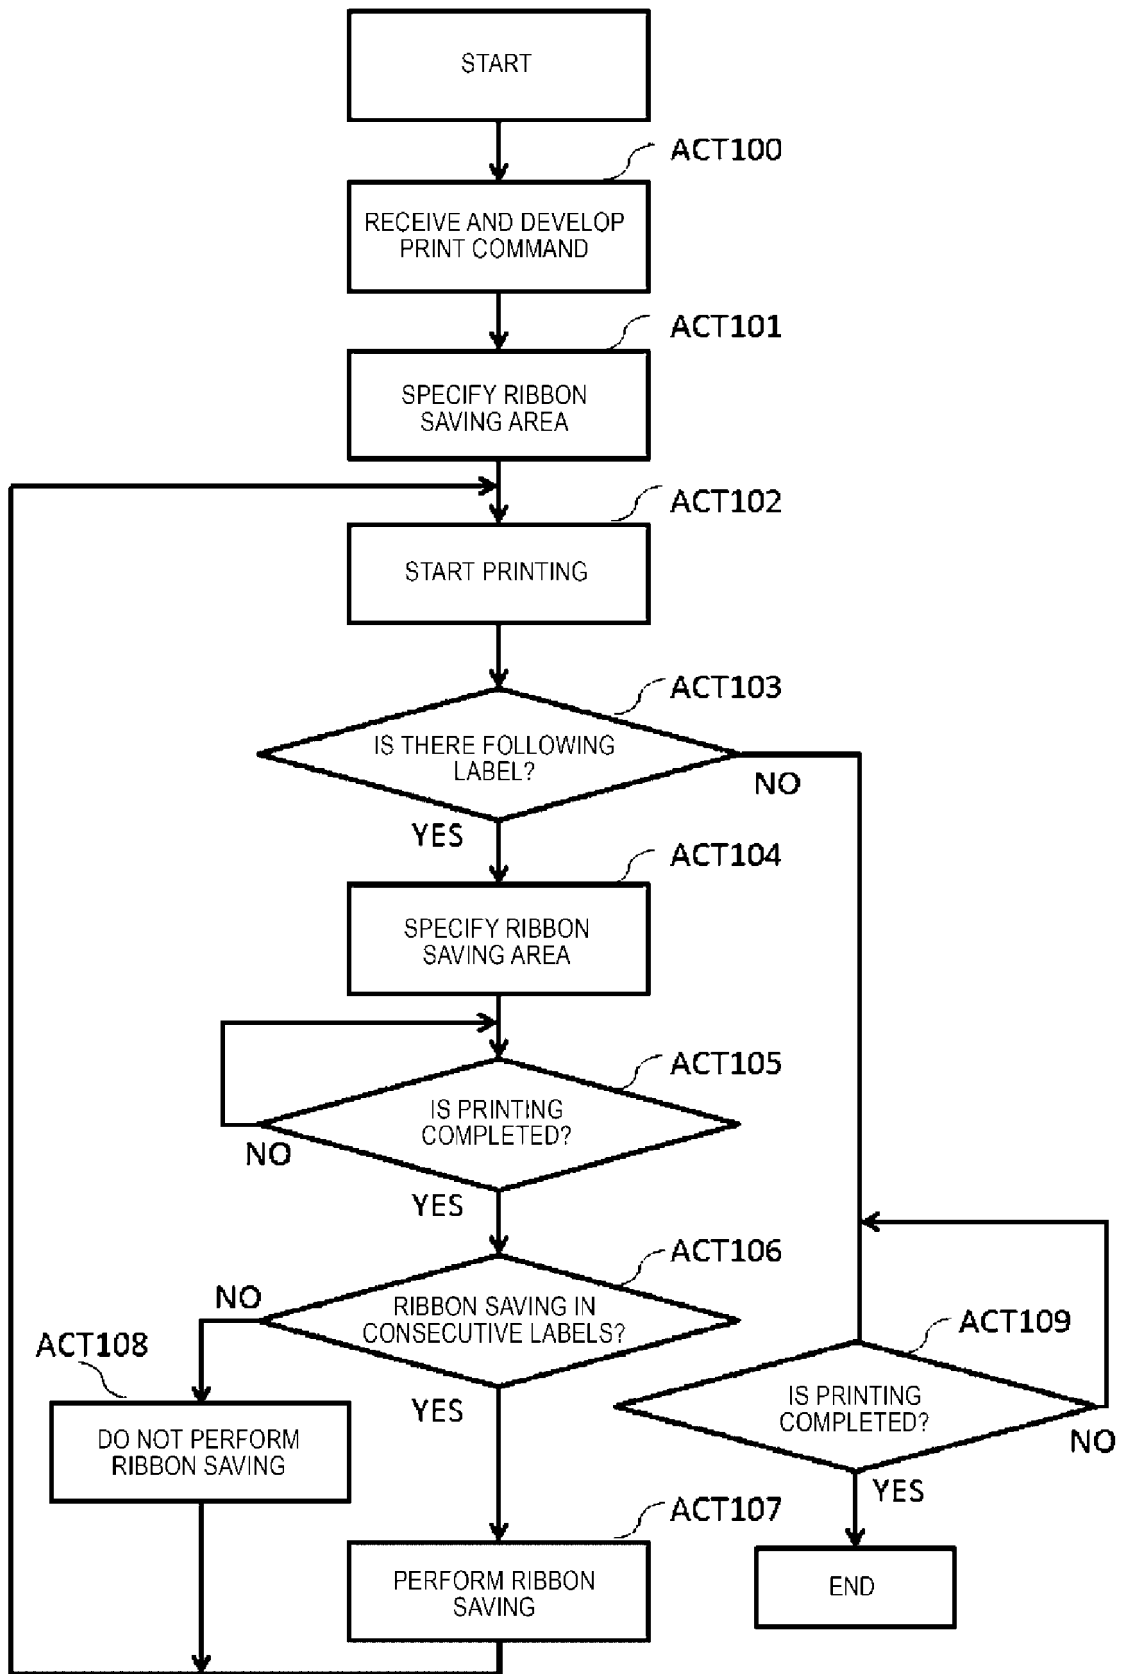 START
ACT100
RECEIVE AND DEVELOP
PRINT COMMAND
ACT101
SPECIFY RIBBON
SAVING AREA
ACT102
START PRINTING
ACT103
IS THERE FOLLOWING
LABEL?
NO
YES
ACT104
SPECIFY RIBBON
SAVING AREA
ACT105
IS PRINTING
COMPLETED?
NO
YES
ACT106
RIBBON SAVING IN
CONSECUTIVE LABELS?
NO
YES
ACT108
DO NOT PERFORM
RIBBON SAVING
ACT107
PERFORM RIBBON
SAVING
ACT109
IS PRINTING
COMPLETED?
NO
YES
END